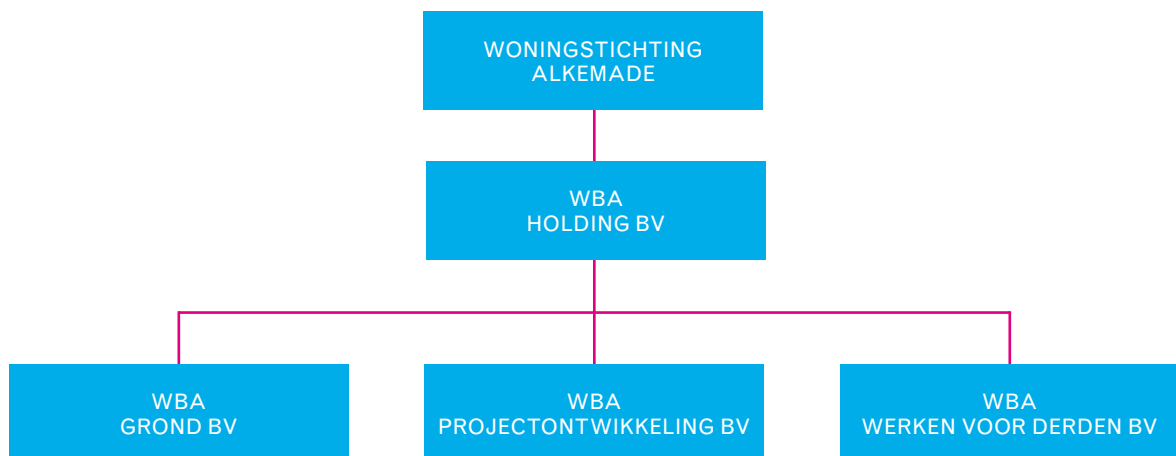 WONINGSTICHTING
ALKEMADE
WBA
HOLDING BV
WBA
GROND BV
WBA
PROJECTONTWIKKELING BV
WBA
WERKEN VOOR DERDEN BV